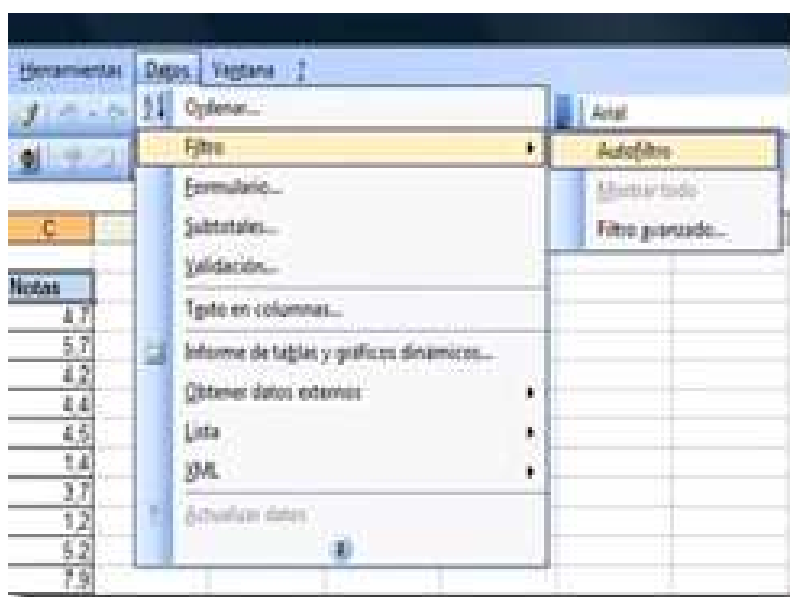 Herramientas Datos Ventana ?
Ordenar...
Arial
Filtro
Autofiltro
Formulario...
Mostrar todo
C
Subtotales...
Filtro avanzado...
Validación...
Notas
Texto en columnas...
4,7
5,7
Informe de tablas y gráficos dinámicos...
4,2
Obtener datos externos
4,4
Lista
4,5
1,4
XML
3,7
1,2
Actualizar datos
5,2
7,9